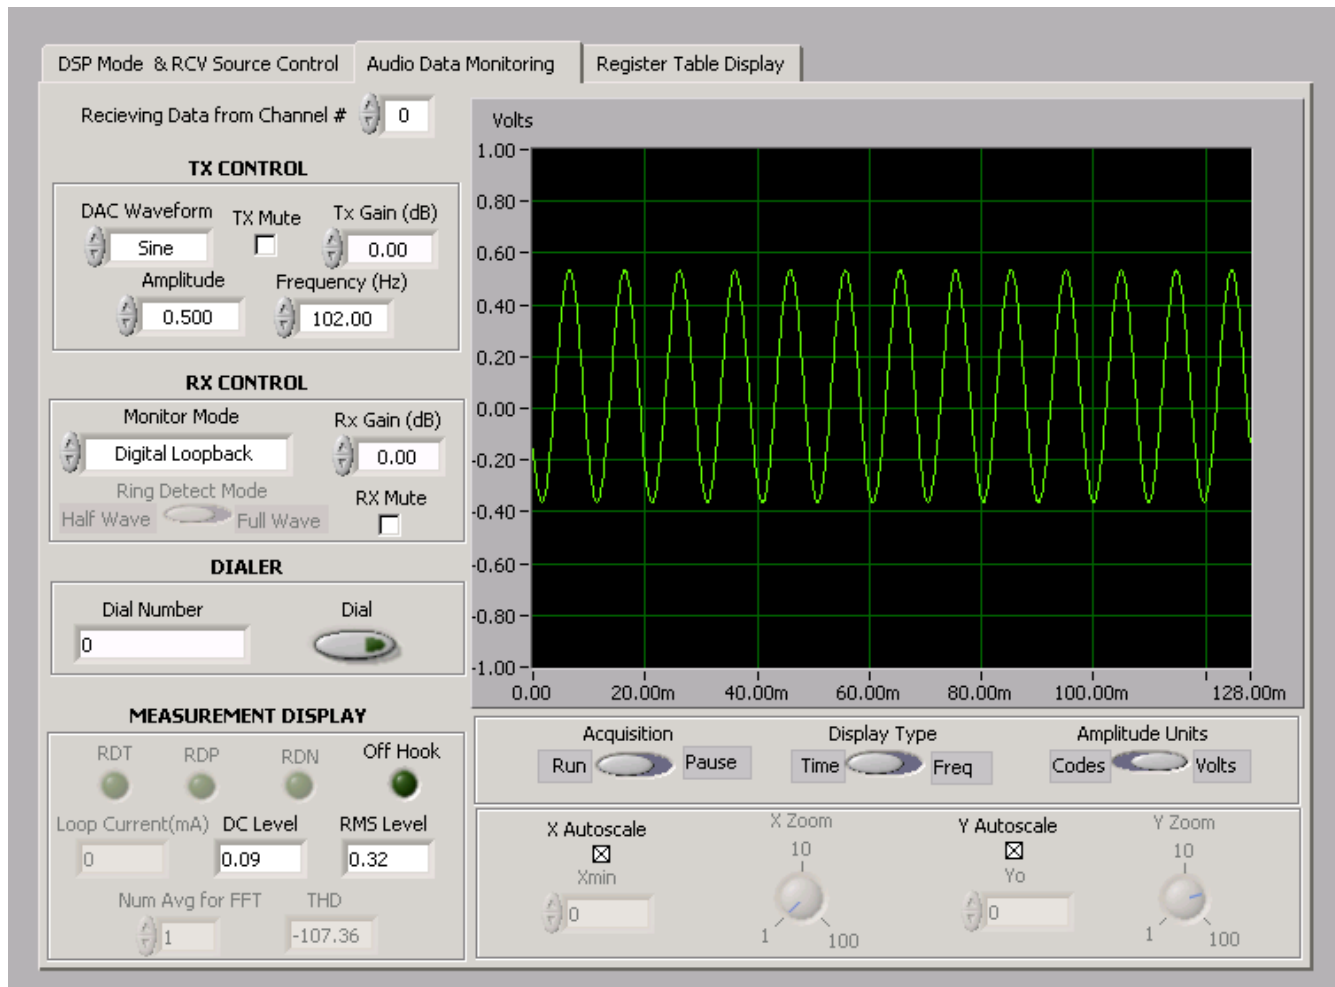 DSP Mode & RCV Source Control
Audio Data Monitoring
Register Table Display
Recieving Data from Channel #
0
TX CONTROL
DAC Waveform
TX Mute
Tx Gain (dB)
Sine
0.00
Amplitude
Frequency (Hz)
0.500
102.00
RX CONTROL
Monitor Mode
Rx Gain (dB)
Digital Loopback
0.00
Ring Detect Mode
RX Mute
Half Wave
Full Wave
DIALER
Dial Number
Dial
0
MEASUREMENT DISPLAY
RDT
RDP
RDN
Off Hook
Loop Current(mA)
DC Level
RMS Level
0
0.09
0.32
Num Avg for FFT
THD
1
-107.36
Volts
1.00
0.80
0.60
0.40
0.20
0.00
-0.20
-0.40
-0.60
-0.80
-1.00
0.00
20.00m
40.00m
60.00m
80.00m
100.00m
128.00m
Acquisition
Run
Pause
Display Type
Time
Freq
Amplitude Units
Codes
Volts
X Autoscale
Xmin
0
X Zoom
10
1
100
Y Autoscale
Yo
0
Y Zoom
10
1
100